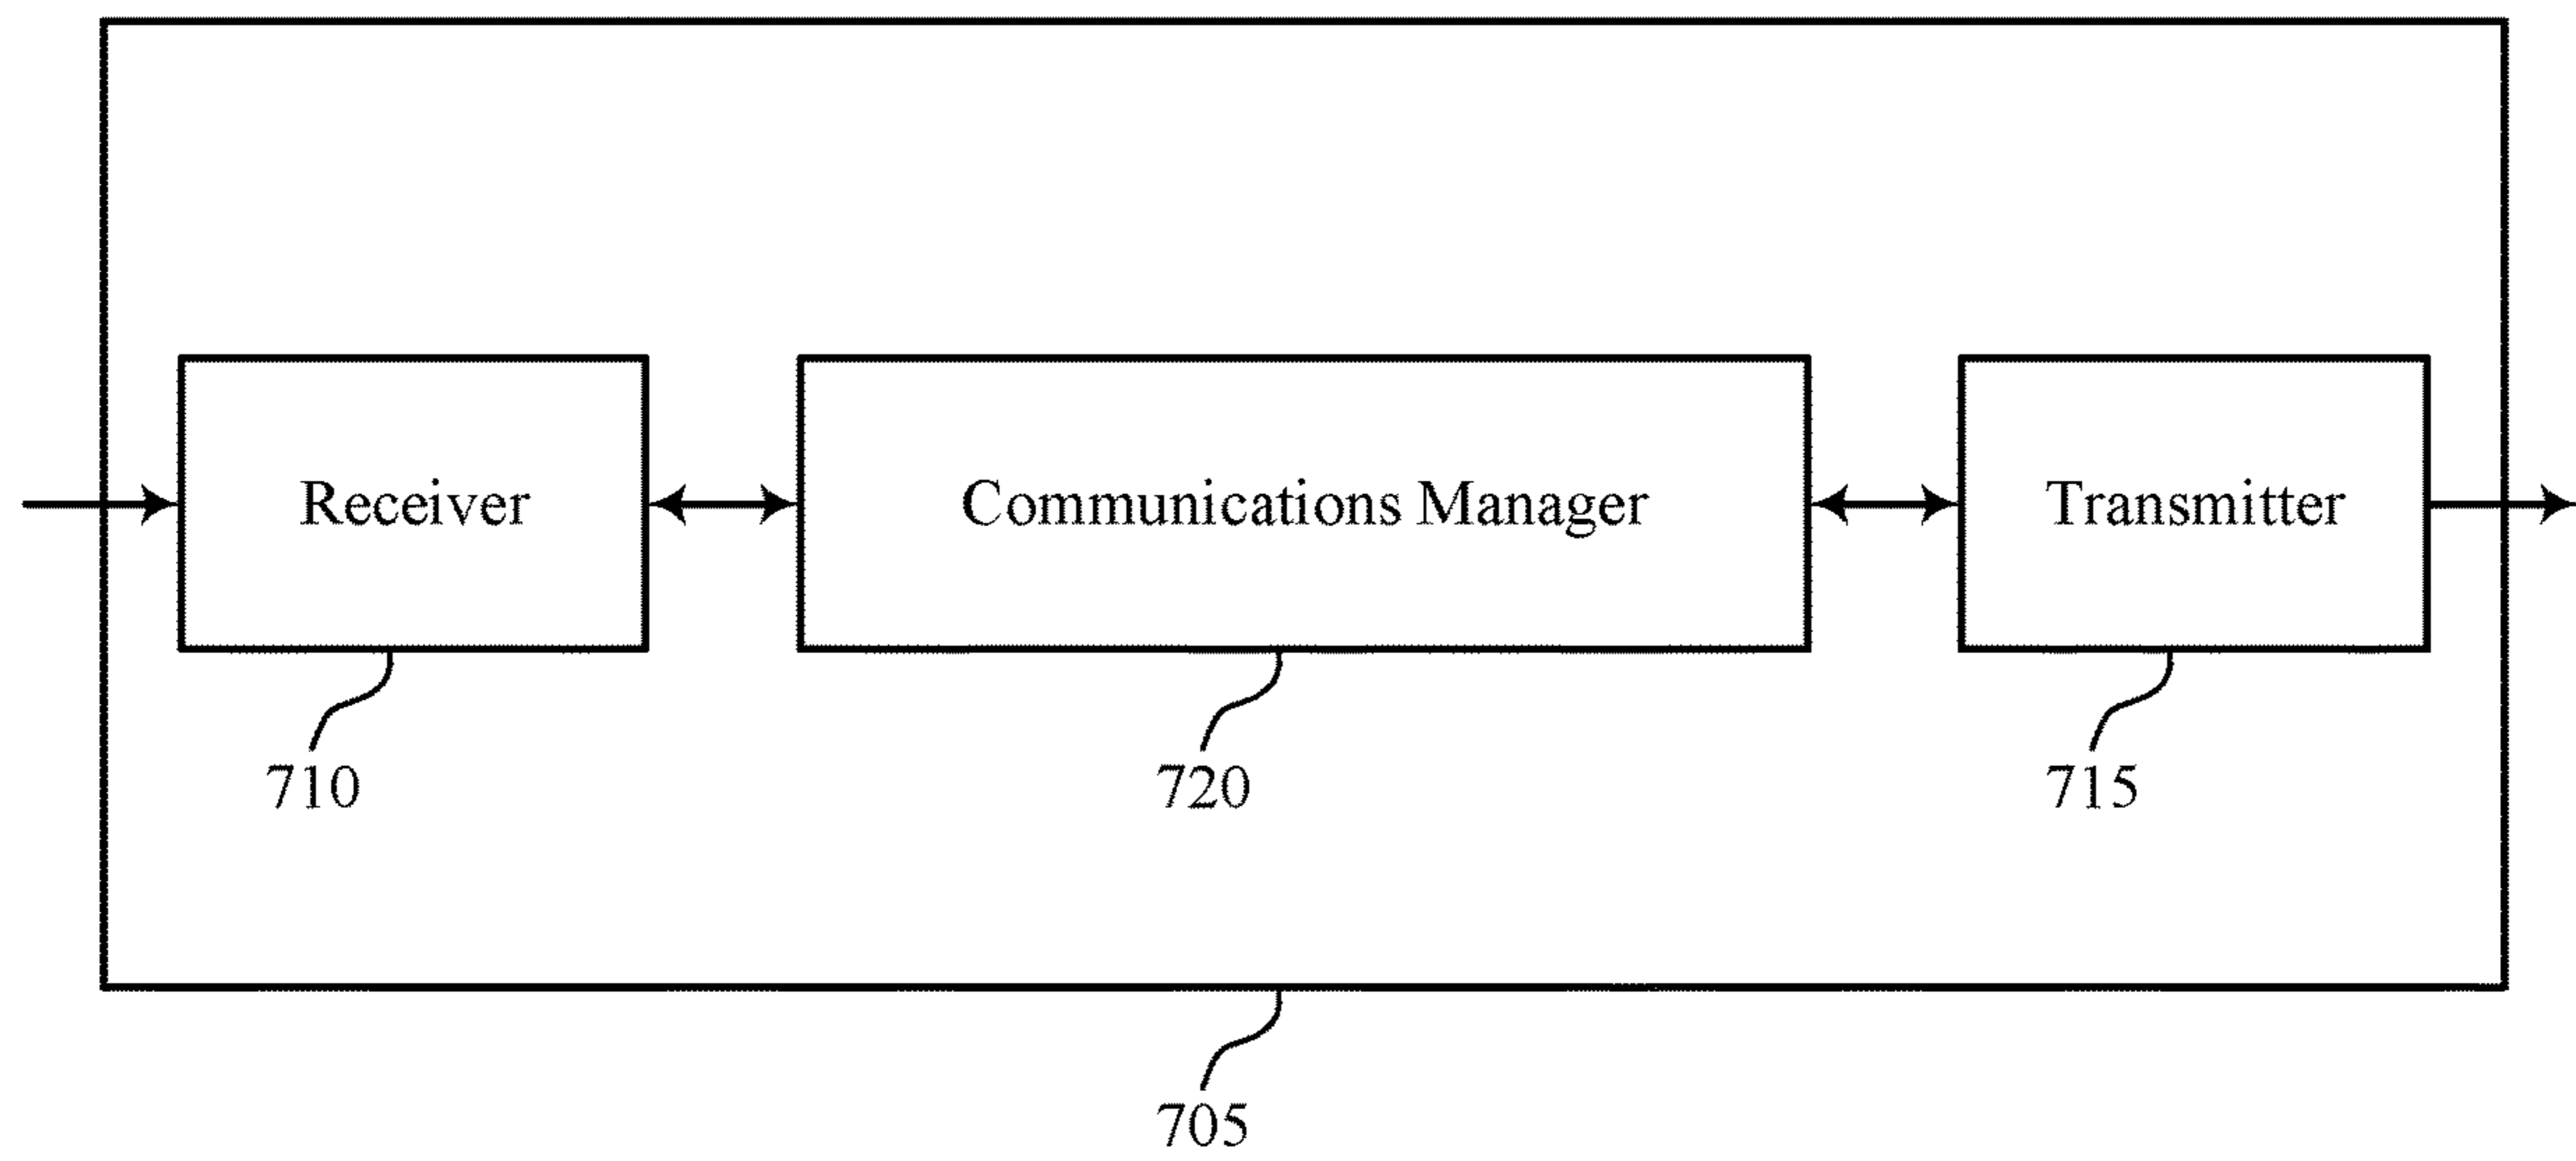 Receiver
Communications Manager
Transmitter
710
720
715
705